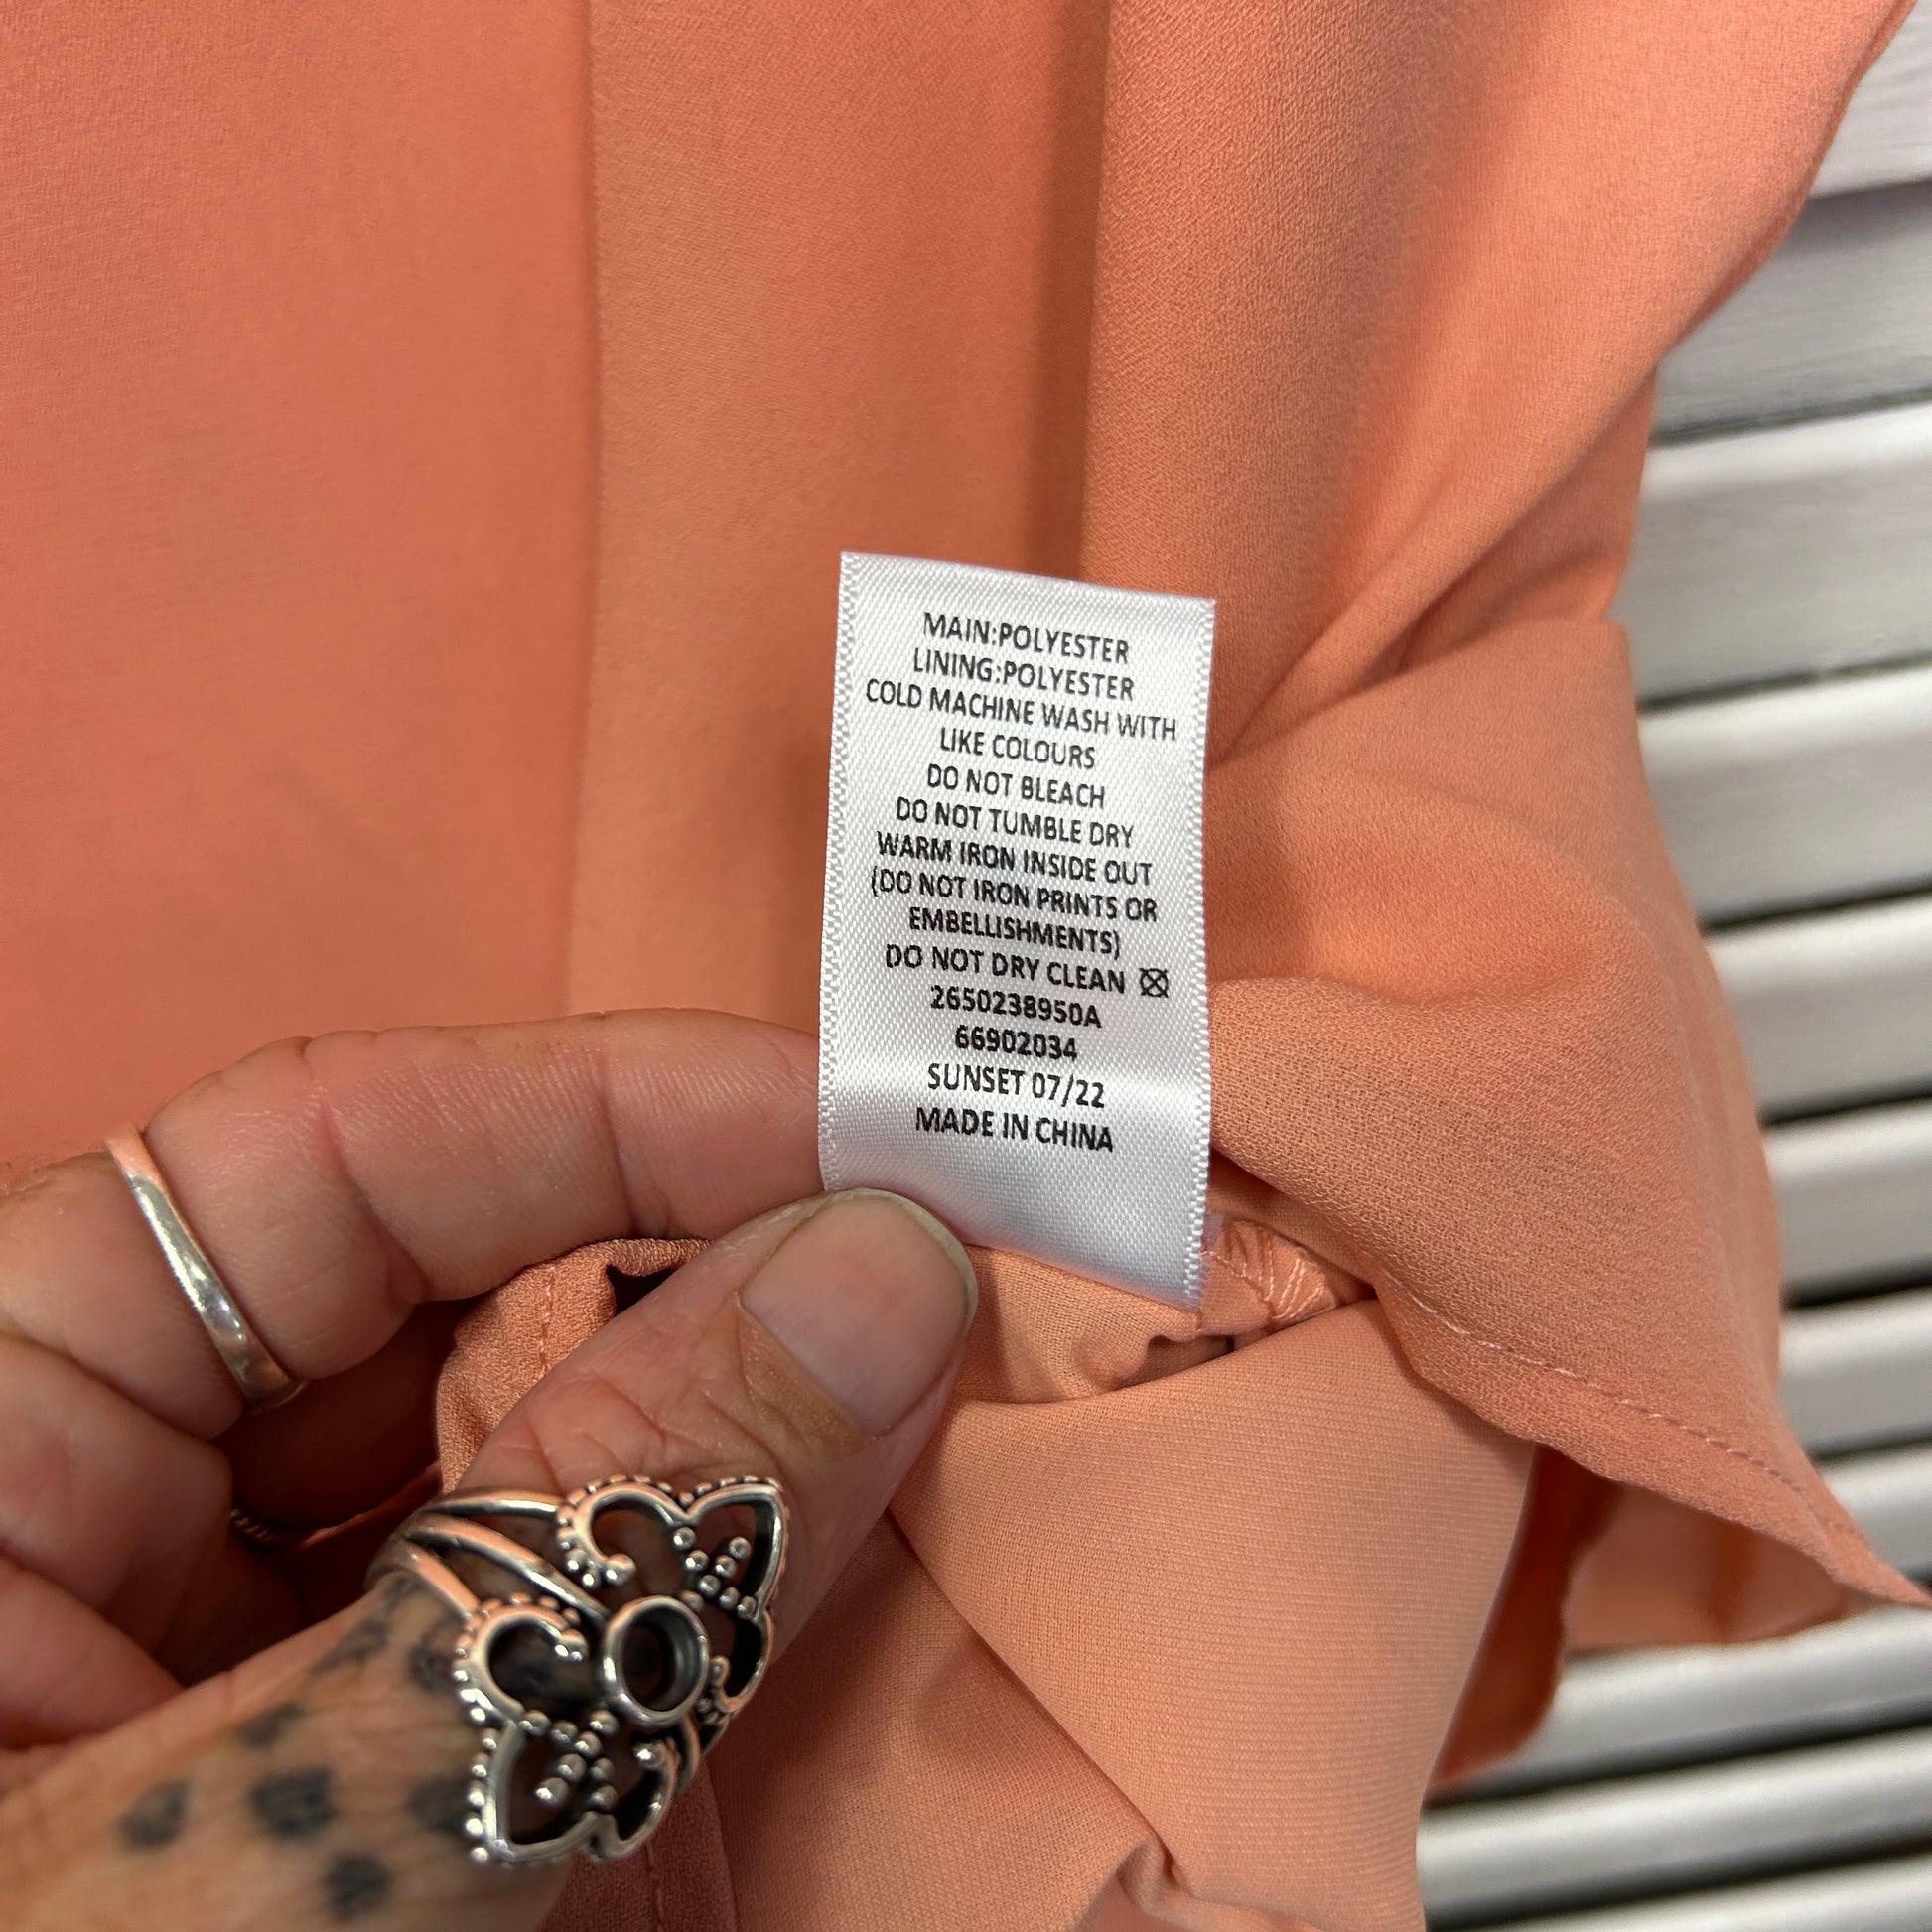 MAIN:POLYESTER
LINING:POLYESTER
COLD MACHINE WASH WITH
LIKE COLOURS
DO NOT BLEACH
DO NOT TUMBLE DRY
WARM IRON INSIDE OUT
(DO NOT IRON PRINTS OR
EMBELLISHMENTS)
DO NOT DRY CLEAN
2650238950A
66902034
SUNSET 07/22
MADE IN CHINA